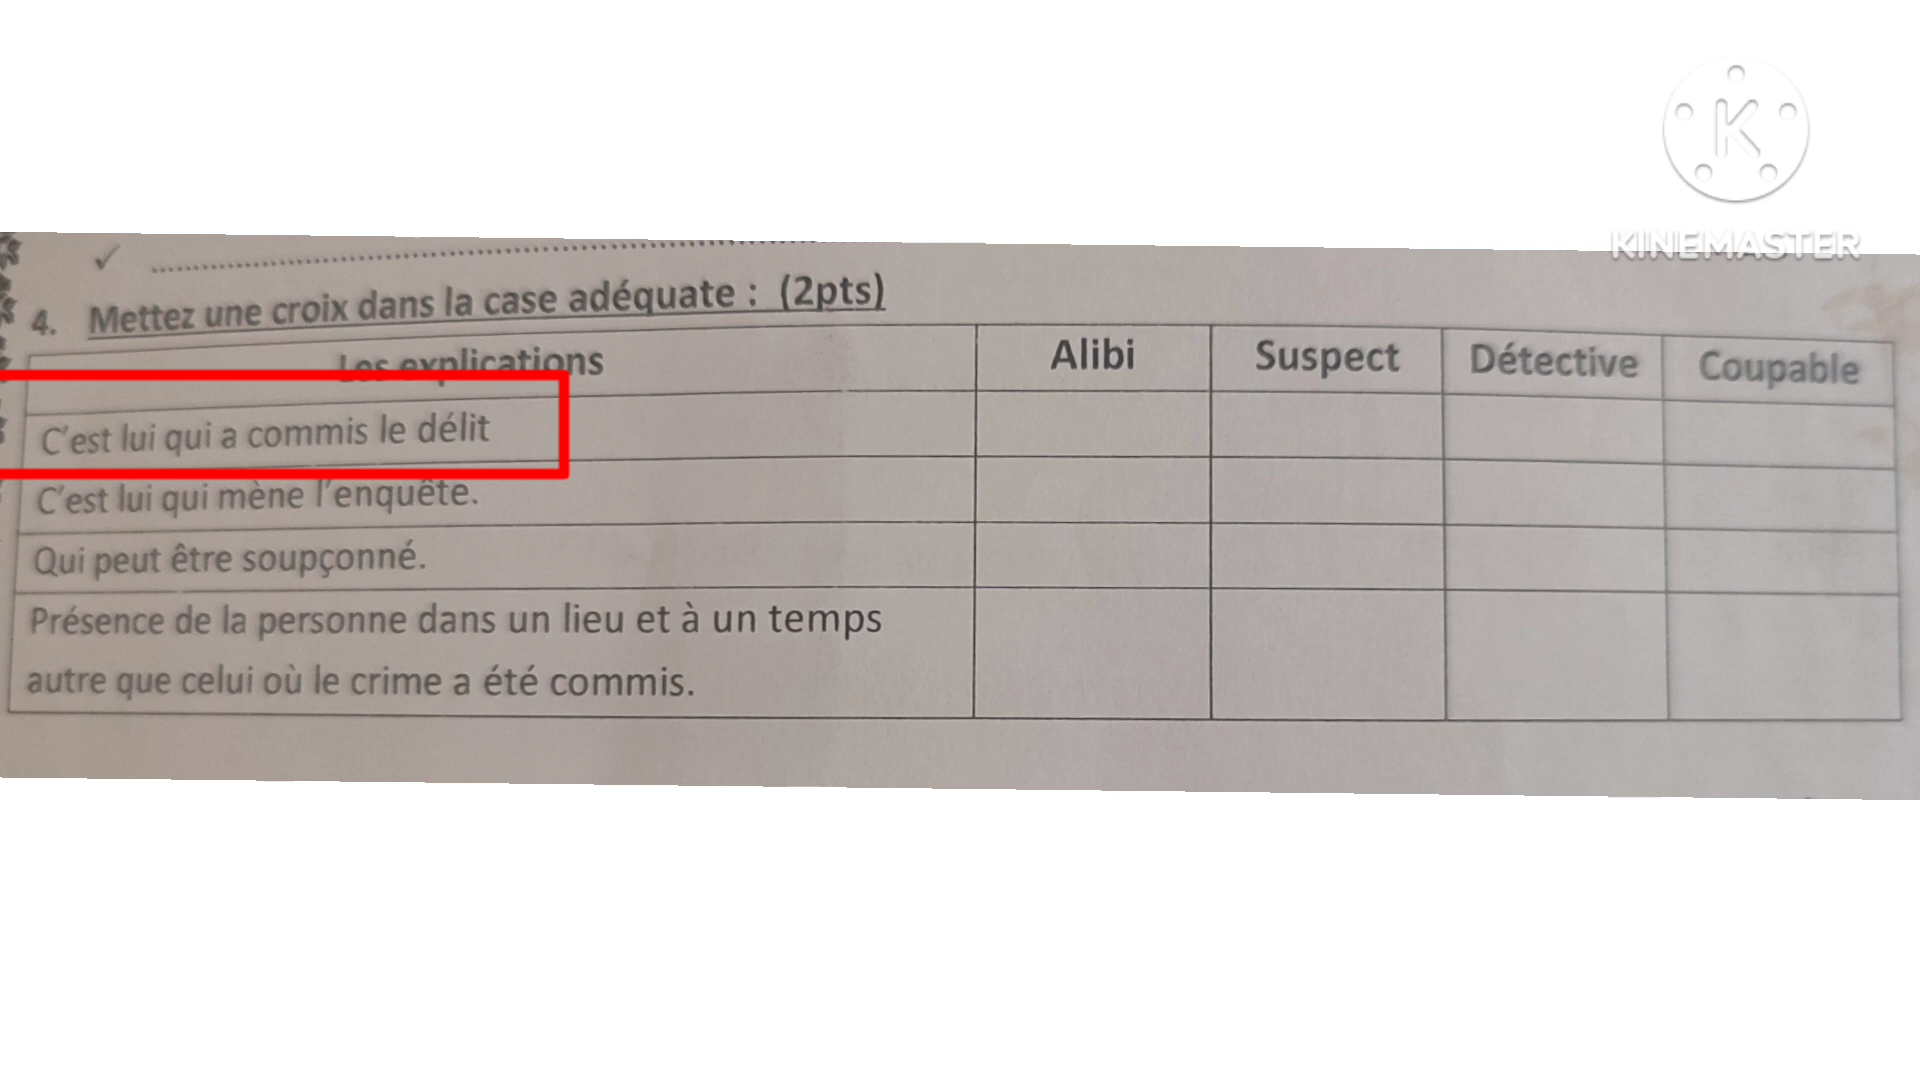 KINEMASTER
4. Mettez une croix dans la case adéquate : (2pts)
Les explications Alibi Suspect Détective Coupable
C'est lui qui a commis le délit
C'est lui qui mène l'enquête.
Qui peut être soupçonné.
Présence de la personne dans un lieu et à un temps
autre que celui où le crime a été commis.